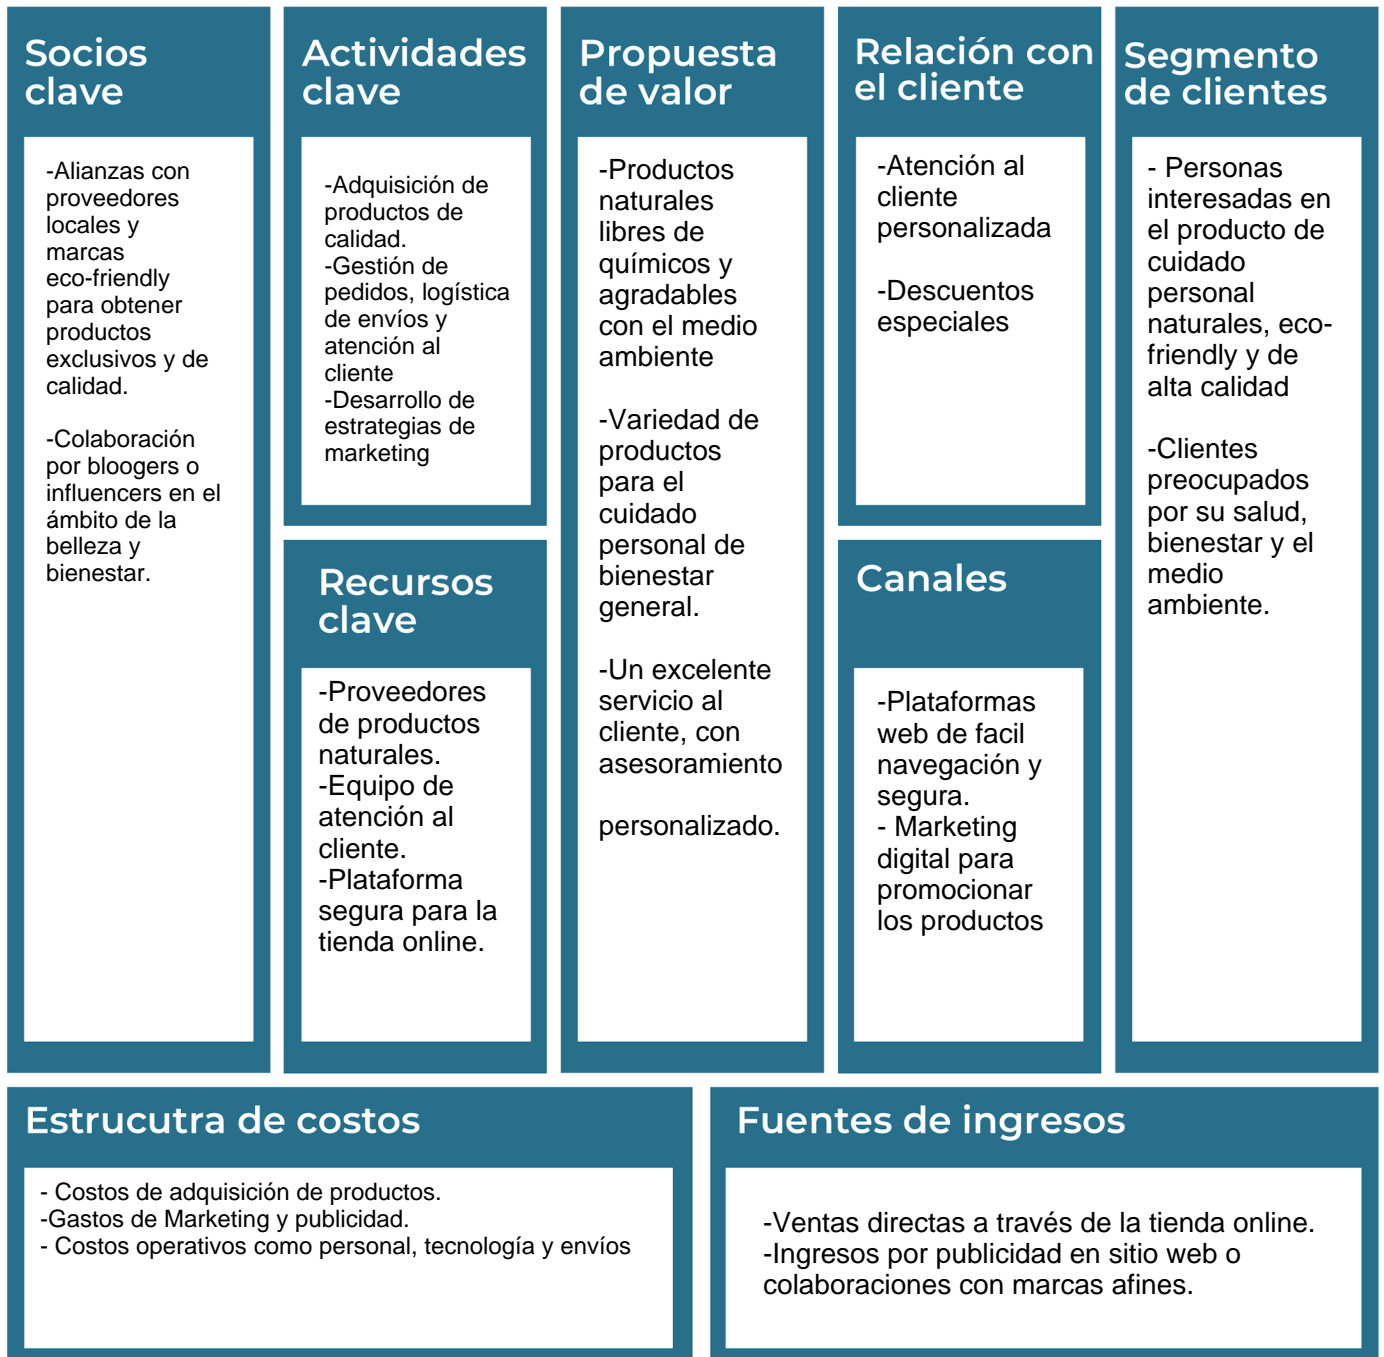 Socios
clave
-Alianzas con
proveedores
locales y
marcas
eco-friendly
para obtener
productos
exclusivos y de
calidad.
-Colaboración
por bloogers o
influencers en el
ámbito de la
belleza y
bienestar.
Actividades
clave
-Adquisición de
productos de
calidad.
-Gestión de
pedidos, logística
de envíos y
atención al
cliente
-Desarrollo de
estrategias de
marketing
Recursos
clave
-Proveedores
de productos
naturales.
-Equipo de
atención al
cliente.
-Plataforma
segura para la
tienda online.
Propuesta
de valor
-Productos
naturales
libres de
químicos y
agradables
con el medio
ambiente
-Variedad de
productos
para el
cuidado
personal de
bienestar
general.
-Un excelente
servicio al
cliente, con
asesoramiento
personalizado.
Relación con
el cliente
-Atención al
cliente
personalizada
-Descuentos
especiales
Canales
-Plataformas
web de facil
navegación y
segura.
- Marketing
digital para
promocionar
los productos
Segmento
de clientes
- Personas
interesadas en
el producto de
cuidado
personal
naturales, eco-
friendly y de
alta calidad
-Clientes
preocupados
por su salud,
bienestar y el
medio
ambiente.
Estrucutra de costos
- Costos de adquisición de productos.
-Gastos de Marketing y publicidad.
- Costos operativos como personal, tecnología y envíos
Fuentes de ingresos
-Ventas directas a través de la tienda online.
-Ingresos por publicidad en sitio web o
colaboraciones con marcas afines.